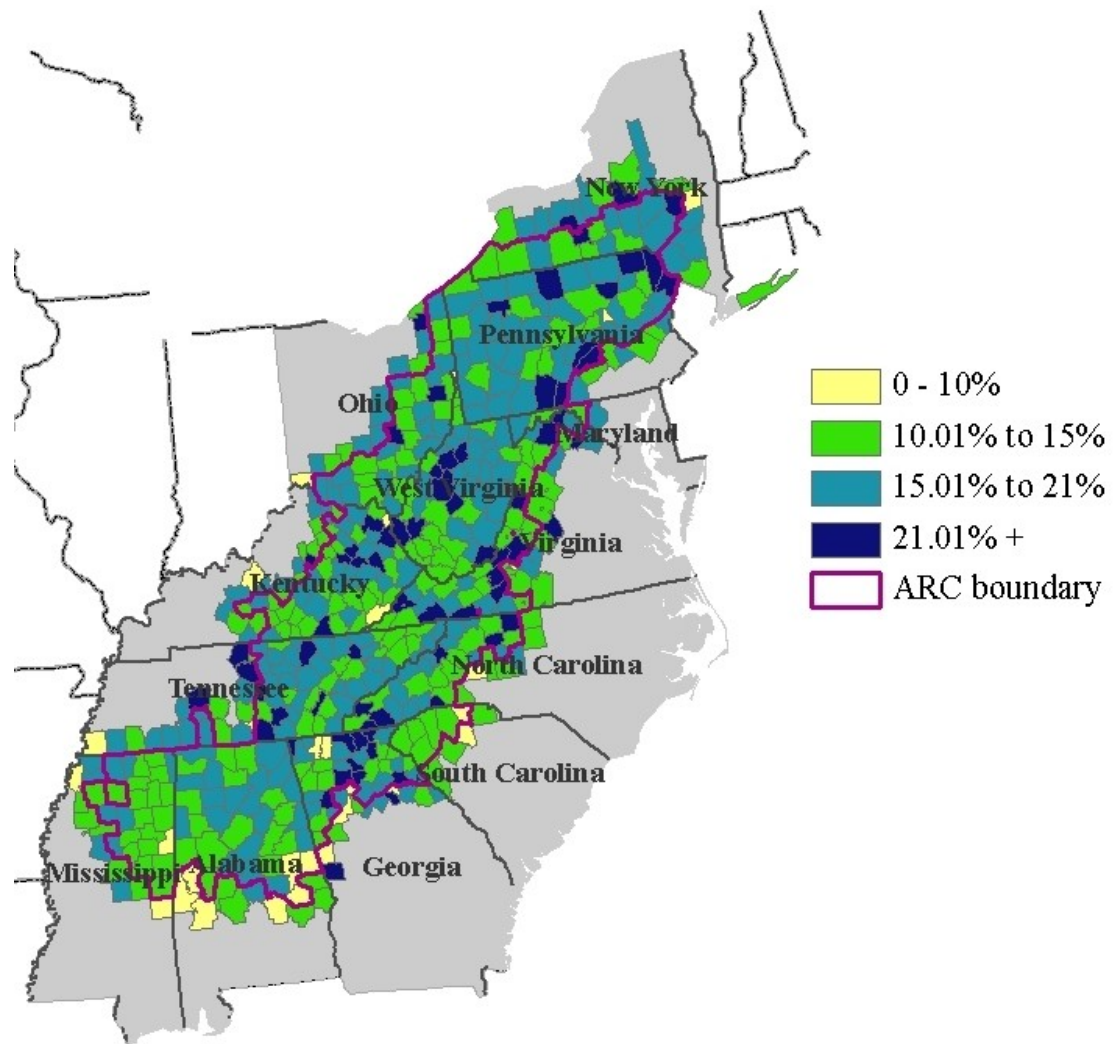 New York
Pennsylvania
Ohio
Maryland
West Virginia
Virginia
Kentucky
North Carolina
Tennessee
South Carolina
Mississippi
Alabama
Georgia
0 - 10%
10.01% to 15%
15.01% to 21%
21.01% +
ARC boundary